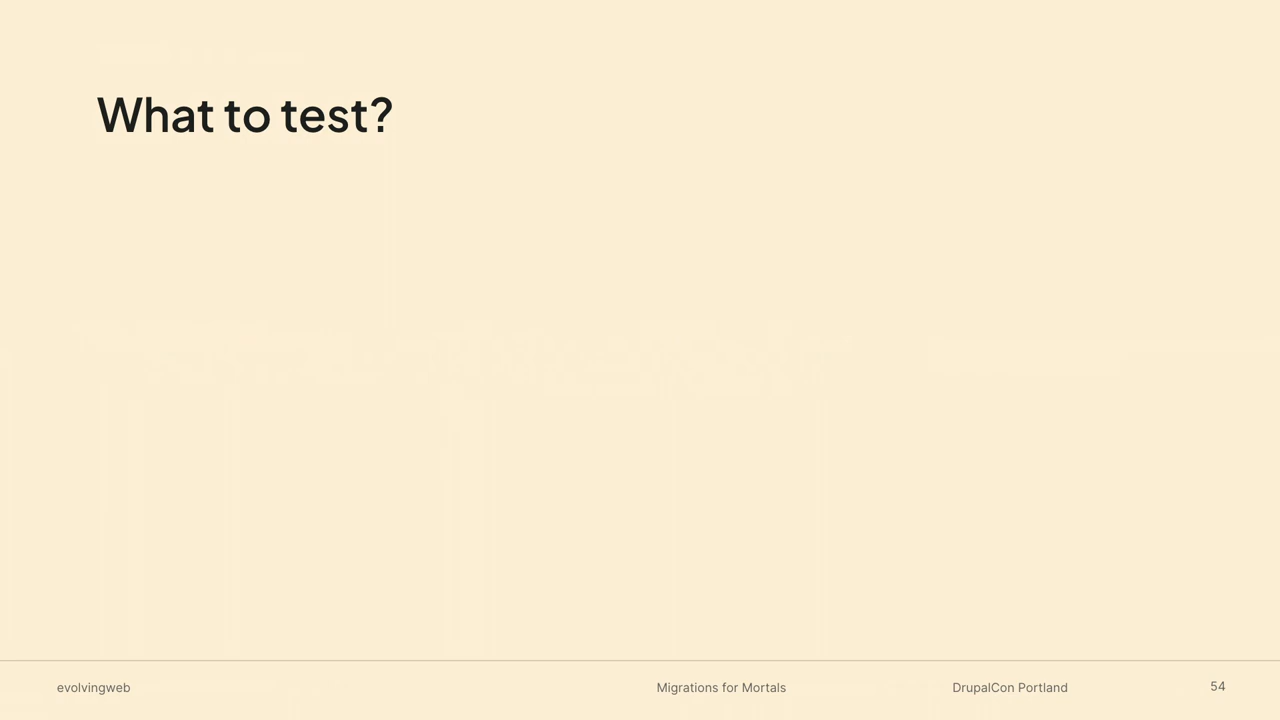 What to test?
evolvingweb
Migrations for Mortals
DrupalCon Portland
54